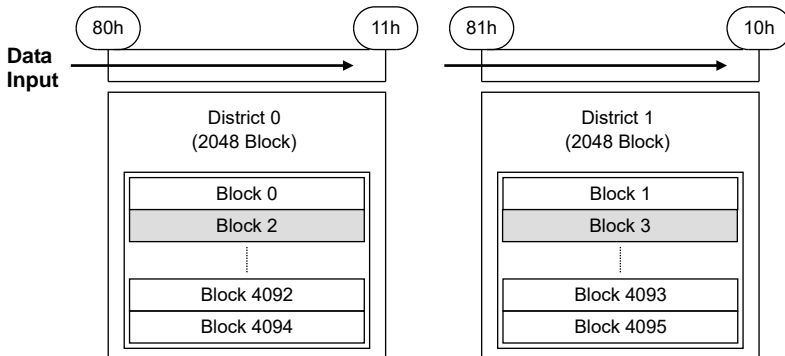 80h 11h 81h 10h
Data
Input
District 0
(2048 Block)
Block 0
Block 2
Block 4092
Block 4094
District 1
(2048 Block)
Block 1
Block 3
Block 4093
Block 4095